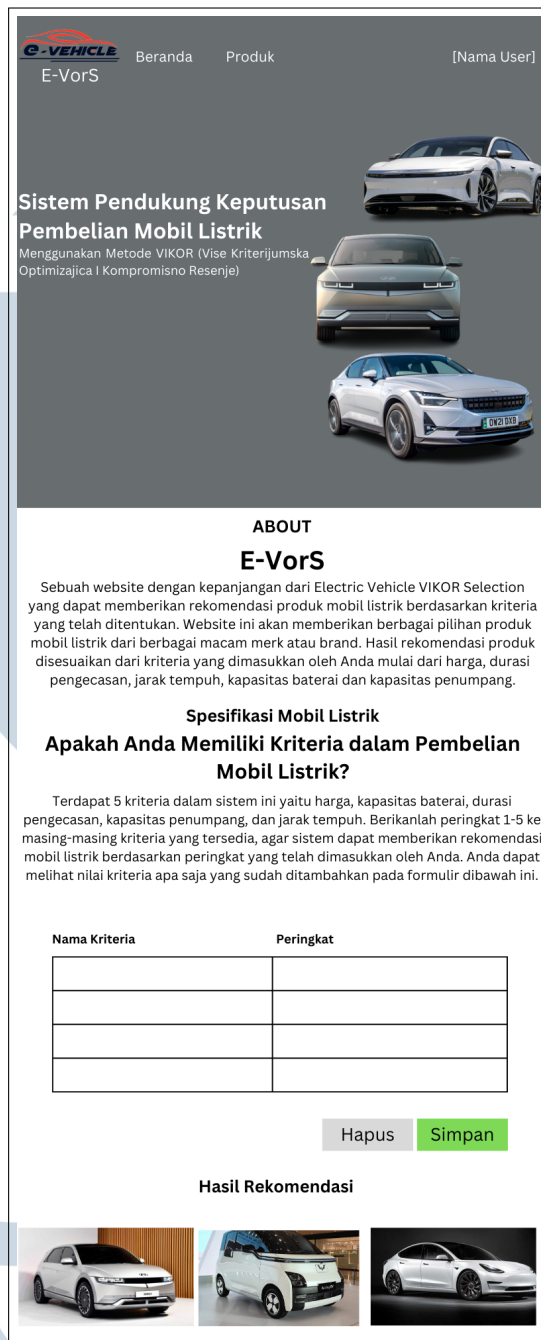 e-VEHICLE
E-VorS
Beranda
Produk
[Nama User]
Sistem Pendukung Keputusan
Pembelian Mobil Listrik
Menggunakan Metode VIKOR (Vise Kriterijumska
Optimizajica I Kompromisno Resenje)
OW21 DXB
ABOUT
E-VorS
Sebuah website dengan kepanjangan dari Electric Vehicle VIKOR Selection
yang dapat memberikan rekomendasi produk mobil listrik berdasarkan kriteria
yang telah ditentukan. Website ini akan memberikan berbagai pilihan produk
mobil listrik dari berbagai macam merk atau brand. Hasil rekomendasi produk
disesuaikan dari kriteria yang dimasukkan oleh Anda mulai dari harga, durasi
pengecasan, jarak tempuh, kapasitas baterai dan kapasitas penumpang.
Spesifikasi Mobil Listrik
Apakah Anda Memiliki Kriteria dalam Pembelian
Mobil Listrik?
Terdapat 5 kriteria dalam sistem ini yaitu harga, kapasitas baterai, durasi
pengecasan, kapasitas penumpang, dan jarak tempuh. Berikanlah peringkat 1-5 ke
masing-masing kriteria yang tersedia, agar sistem dapat memberikan rekomendasi
mobil listrik berdasarkan peringkat yang telah dimasukkan oleh Anda. Anda dapat
melihat nilai kriteria apa saja yang sudah ditambahkan pada formulir dibawah ini.
Nama Kriteria
Peringkat
Hapus
Simpan
Hasil Rekomendasi